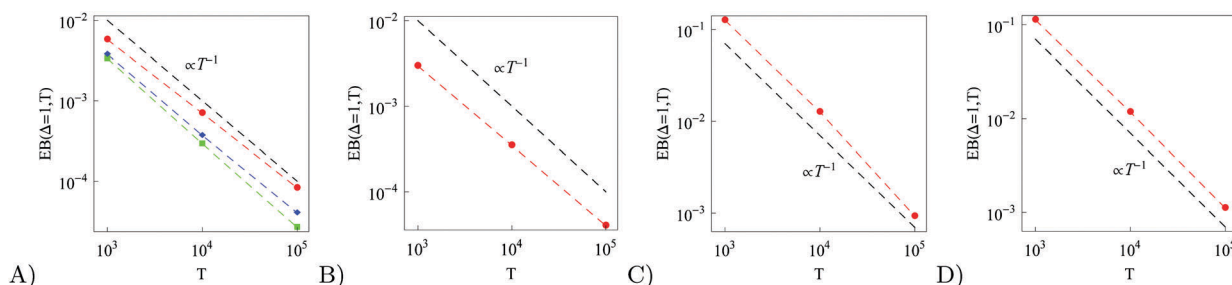 A)
EB(Δ=1,T)
10⁻²
10⁻³
10⁻⁴
∝T⁻¹
10³ 10⁴ 10⁵
T
B)
EB(Δ=1,T)
10⁻²
10⁻³
10⁻⁴
∝T⁻¹
10³ 10⁴ 10⁵
T
C)
EB(Δ=1,T)
10⁻¹
10⁻²
10⁻³
∝T⁻¹
10³ 10⁴ 10⁵
T
D)
EB(Δ=1,T)
10⁻¹
10⁻²
10⁻³
∝T⁻¹
10³ 10⁴ 10⁵
T